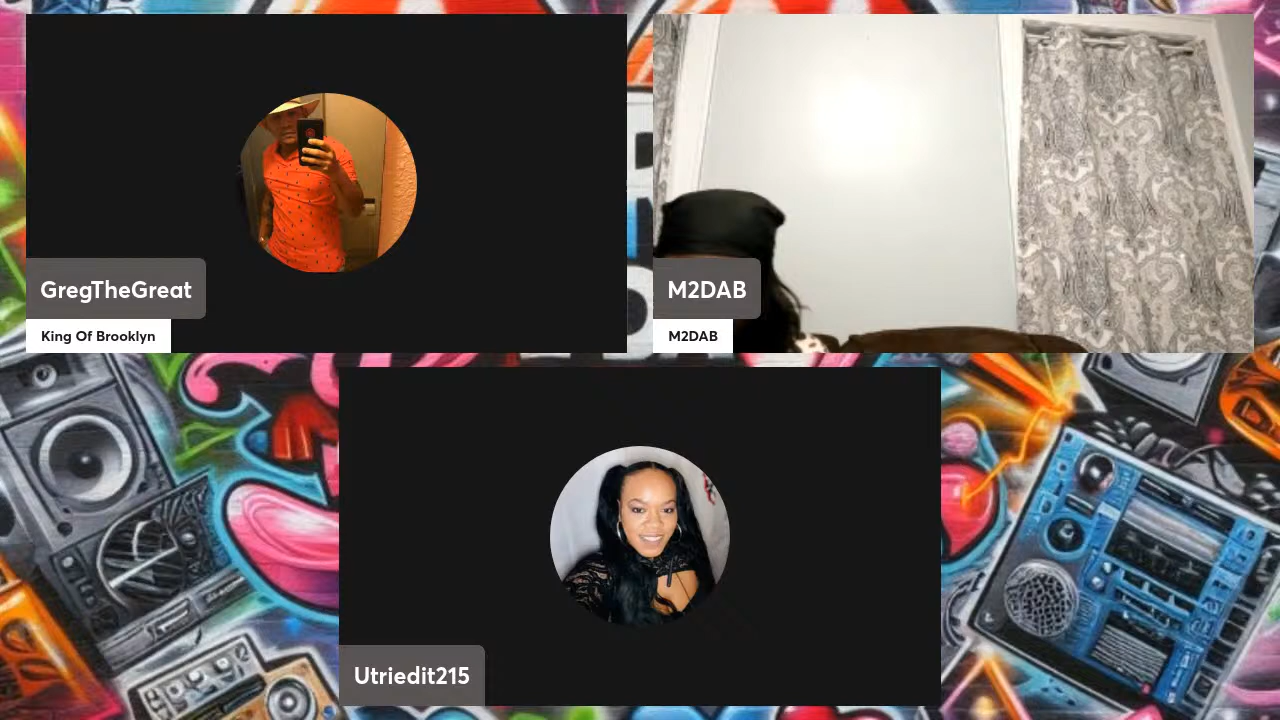 GregTheGreat
King Of Brooklyn
M2DAB
M2DAB
Utriedit215